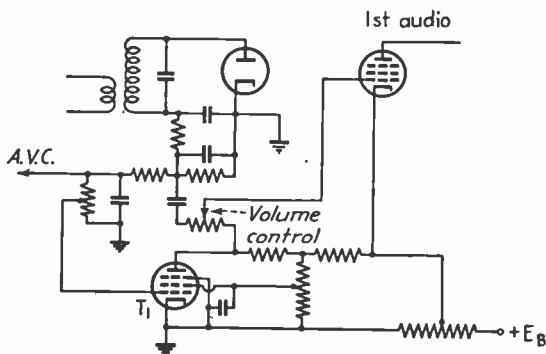 1st audio
A.V.C.
Volume
control
T1
+EB